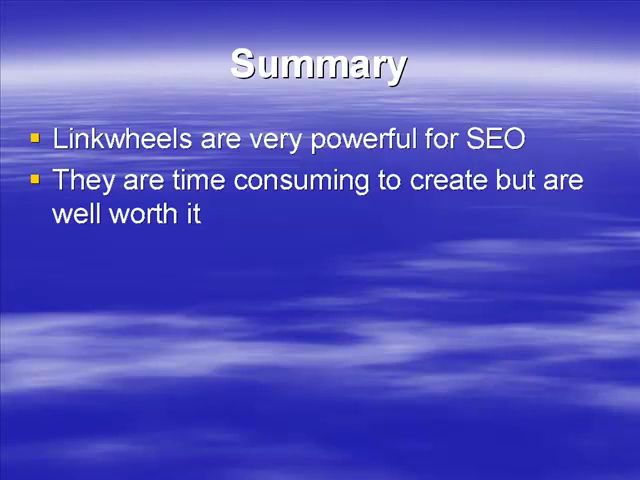 Summary
Linkwheels are very powerful for SEO
They are time consuming to create but are
well worth it